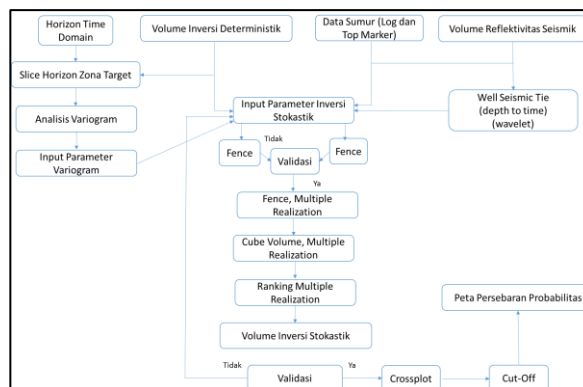 Horizon Time
Domain
Volume Inversi Deterministik
Data Sumur (Log dan
Top Marker)
Volume Reflektivitas Seismik
Slice Horizon Zona Target
Analisis Variogram
Input Parameter
Variogram
Input Parameter Inversi
Stokastik
Well Seismic Tie
(depth to time)
(wavelet)
Tidak
Fence
Validasi
Fence
Ya
Fence, Multiple
Realization
Cube Volume, Multiple
Realization
Ranking Multiple
Realization
Volume Inversi Stokastik
Peta Persebaran Probabilitas
Tidak
Validasi
Ya
Crossplot
Cut-Off